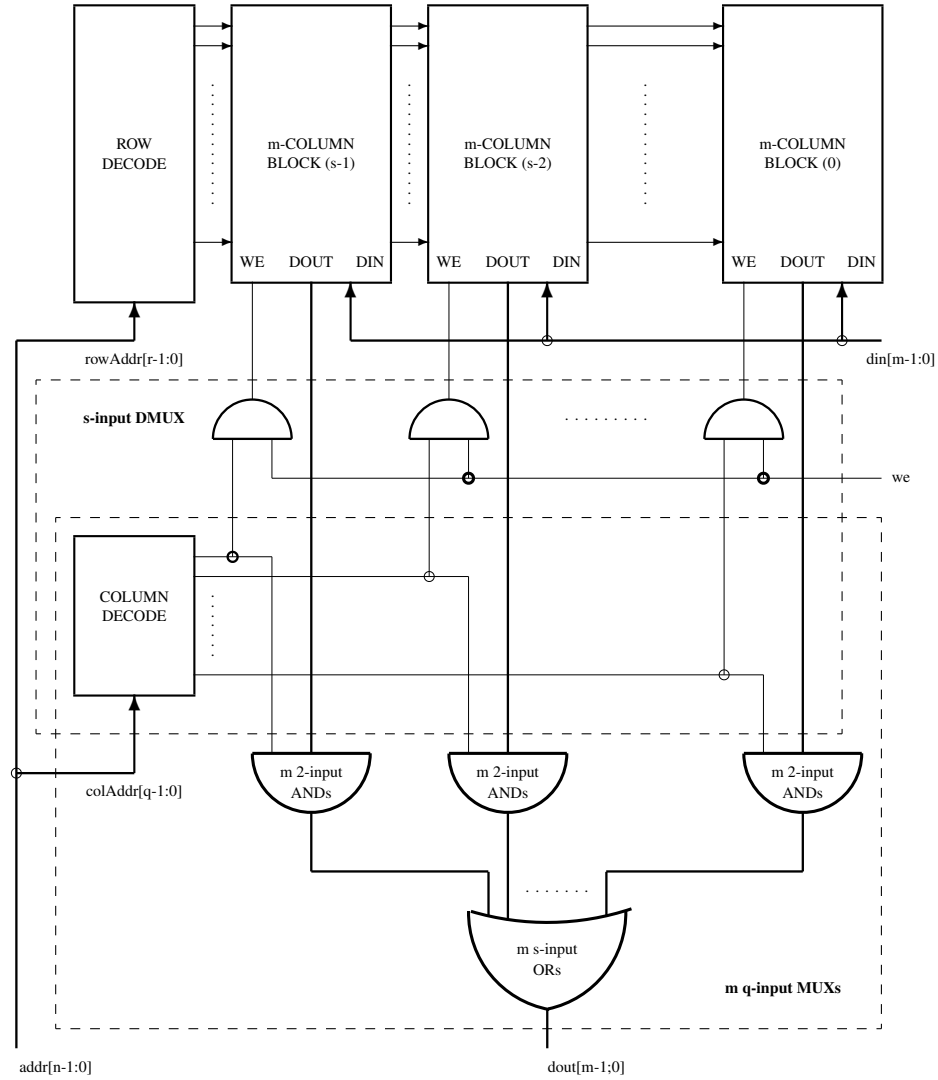 ROW
DECODE
m-COLUMN
BLOCK (s-1)
m-COLUMN
BLOCK (s-2)
m-COLUMN
BLOCK (0)
WE DOUT DIN
WE DOUT DIN
WE DOUT DIN
rowAddr[r-1:0]
din[m-1:0]
s-input DMUX
we
COLUMN
DECODE
colAddr[q-1:0]
m 2-input
ANDs
m 2-input
ANDs
m 2-input
ANDs
m s-input
ORs
m q-input MUXs
addr[n-1:0]
dout[m-1;0]